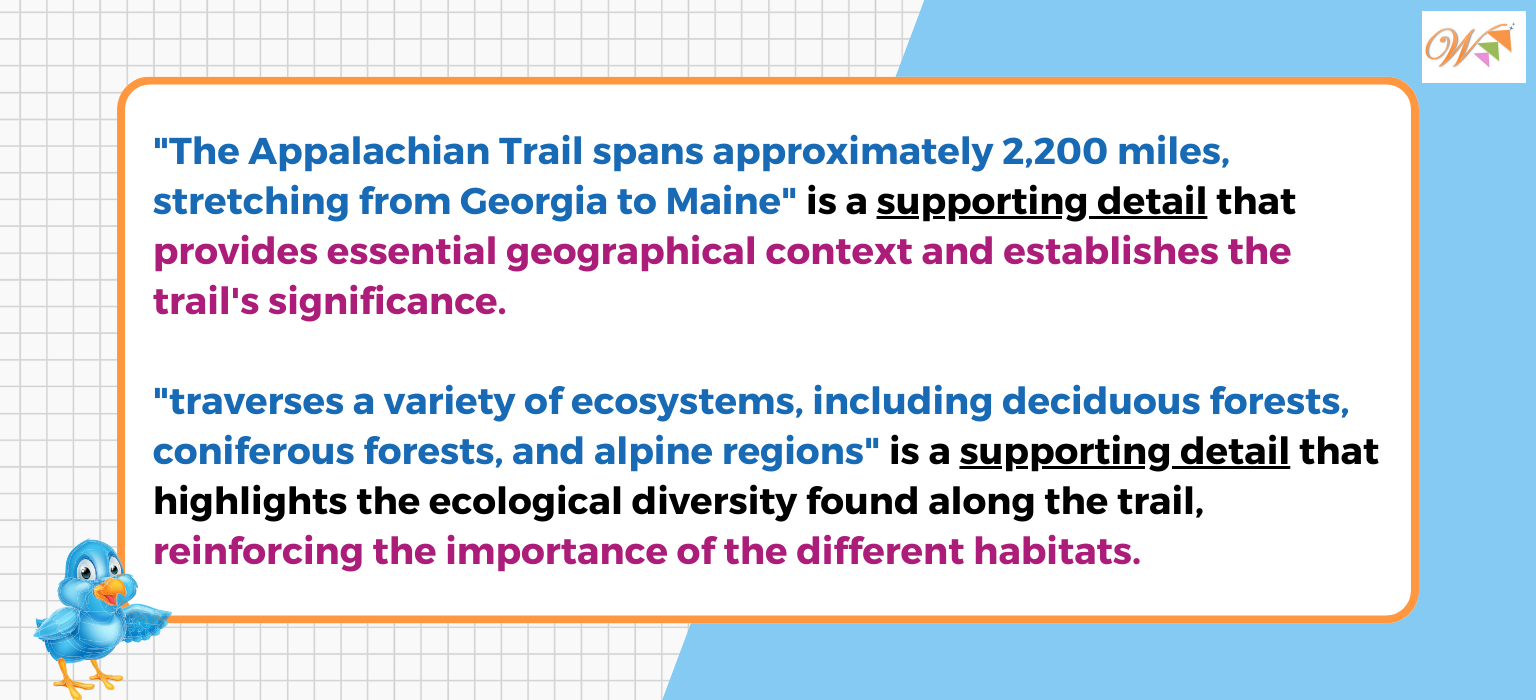 W
"The Appalachian Trail spans approximately 2,200 miles,
stretching from Georgia to Maine" is a supporting detail that
provides essential geographical context and establishes the
trail's significance.
"traverses a variety of ecosystems, including deciduous forests,
coniferous forests, and alpine regions" is a supporting detail that
highlights the ecological diversity found along the trail,
reinforcing the importance of the different habitats.